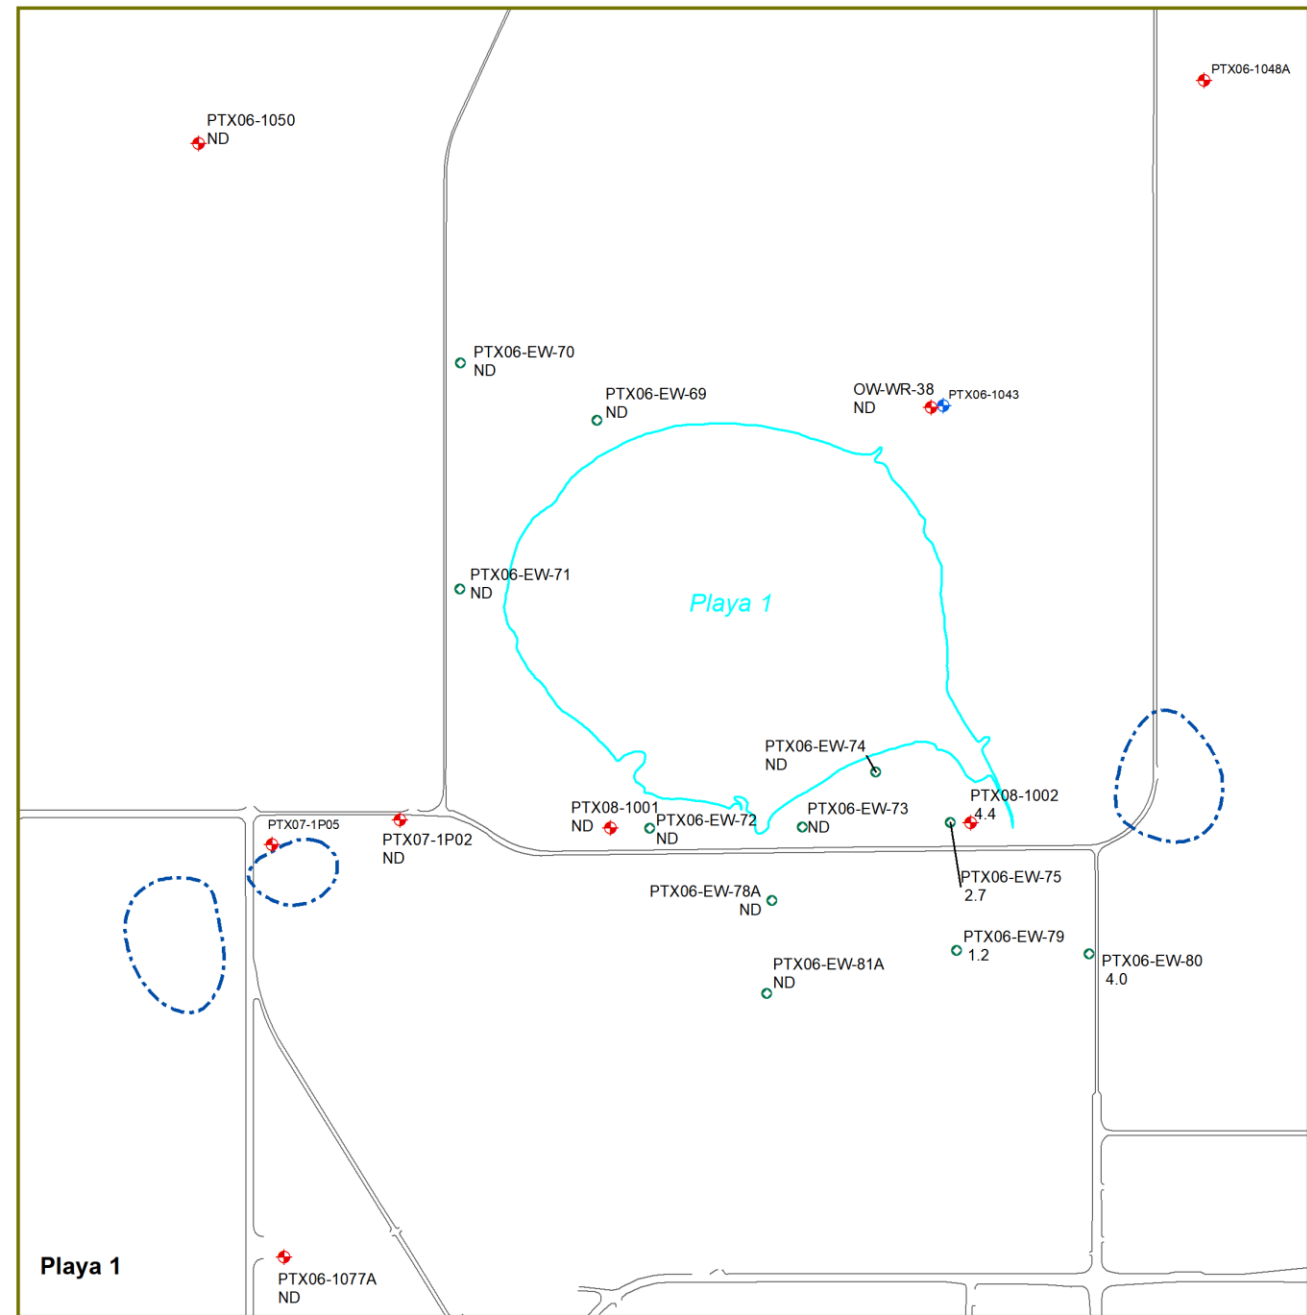 PTX06-1048A
PTX06-1050
ND
PTX06-EW-70
ND
PTX06-EW-69
ND
OW-WR-38
ND
PTX06-1043
PTX06-EW-71
ND
Playa 1
PTX06-EW-74
ND
PTX08-1002
4.4
PTX08-1001
ND
PTX06-EW-72
ND
PTX06-EW-73
ND
PTX07-1P05
PTX07-1P02
ND
PTX06-EW-75
2.7
PTX06-EW-78A
ND
PTX06-EW-79
1.2
PTX06-EW-80
4.0
PTX06-EW-81A
ND
Playa 1
PTX06-1077A
ND